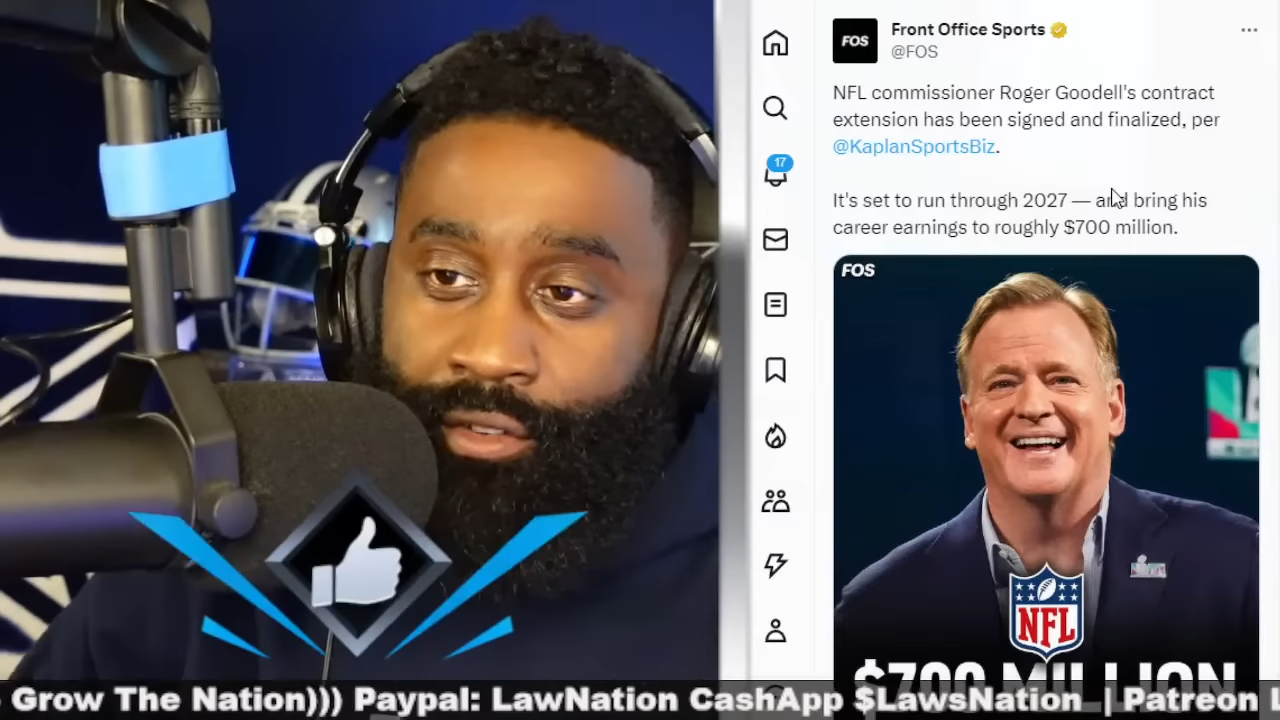 FOS
Front Office Sports
@FOS
NFL commissioner Roger Goodell's contract
extension has been signed and finalized, per
@KaplanSportsBiz.
17
It's set to run through 2027 — and bring his
career earnings to roughly $700 million.
FOS
NFL
$700 MILLION
Grow The Nation))) Paypal: LawNation CashApp $LawsNation | Patreon